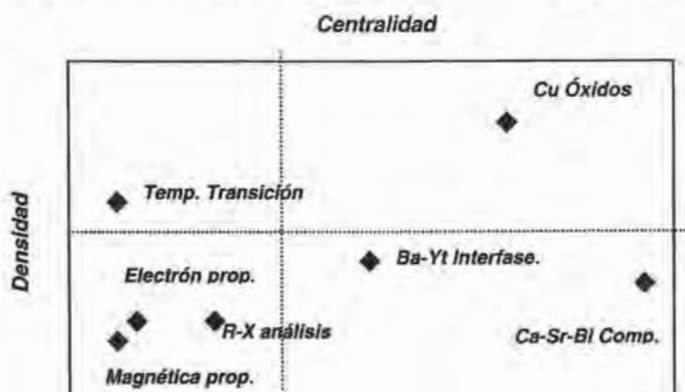 Centralidad
Cu Óxidos
Densidad
Temp. Transición
Ba-Yt Interfase.
Electrón prop.
R-X análisis
Ca-Sr-BI Comp.
Magnética prop.